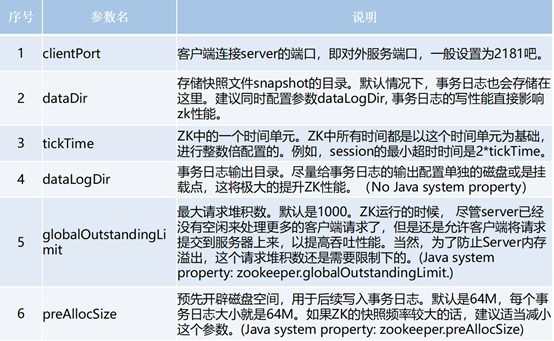 序号 参数名 说明
1 clientPort 客户端连接server的端口，即对外服务端口，一般设置为2181吧。
2 dataDir 存储快照文件snapshot的目录。默认情况下，事务日志也会存储在
这里。建议同时配置参数dataLogDir, 事务日志的写性能直接影响
zk性能。
3 tickTime ZK中的一个时间单元。ZK中所有时间都是以这个时间单元为基础，
进行整数倍配置的。例如，session的最小超时时间是2*tickTime。
4 dataLogDir 事务日志输出目录。尽量给事务日志的输出配置单独的磁盘或是挂
载点，这将极大的提升ZK性能。（No Java system property）
5 globalOutstandingLi
mit 最大请求堆积数。默认是1000。ZK运行的时候， 尽管server已经
没有空闲来处理更多的客户端请求了，但是还是允许客户端将请求
提交到服务器上来，以提高吞吐性能。当然，为了防止Server内存
溢出，这个请求堆积数还是需要限制下的。(Java system
property: zookeeper.globalOutstandingLimit.)
6 preAllocSize 预先开辟磁盘空间，用于后续写入事务日志。默认是64M，每个事
务日志大小就是64M。如果ZK的快照频率较大的话，建议适当减小
这个参数。(Java system property: zookeeper.preAllocSize)